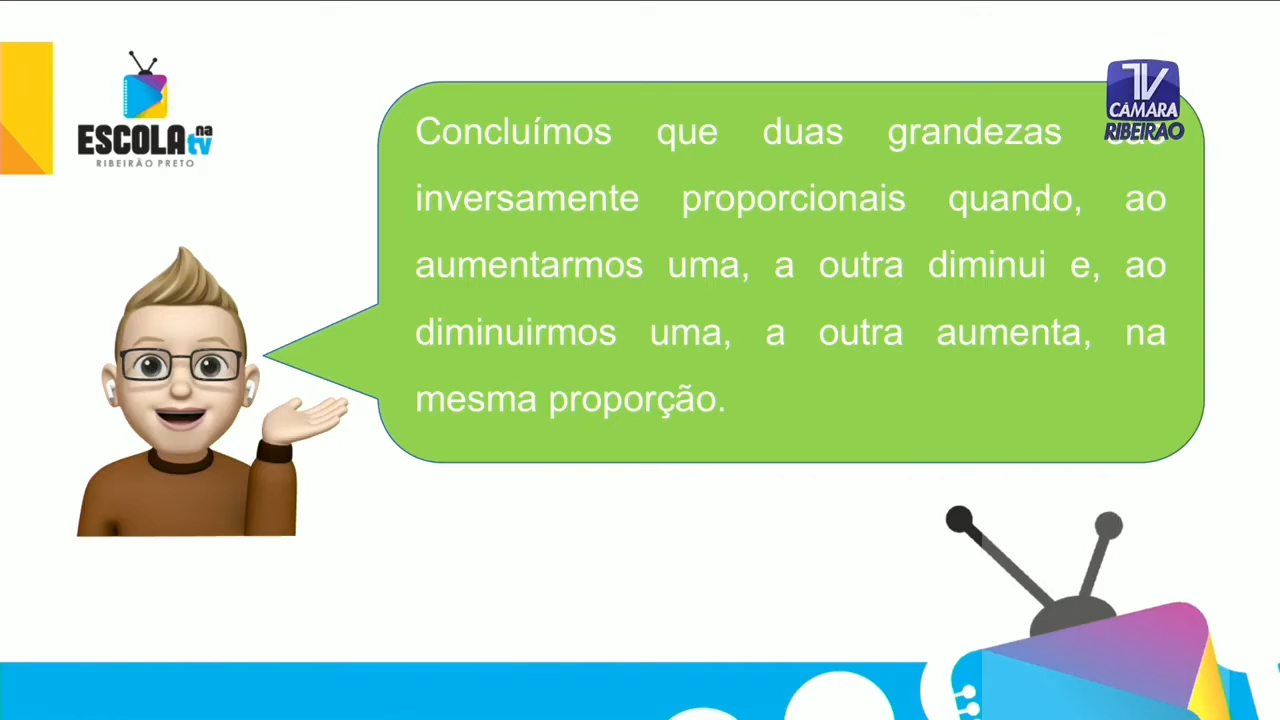 ESCOLA na tv
RIBEIRÃO PRETO
TV
CÂMARA
RIBEIRÃO
Concluímos que duas grandezas
inversamente proporcionais quando, ao
aumentarmos uma, a outra diminui e, ao
diminuirmos uma, a outra aumenta, na
mesma proporção.